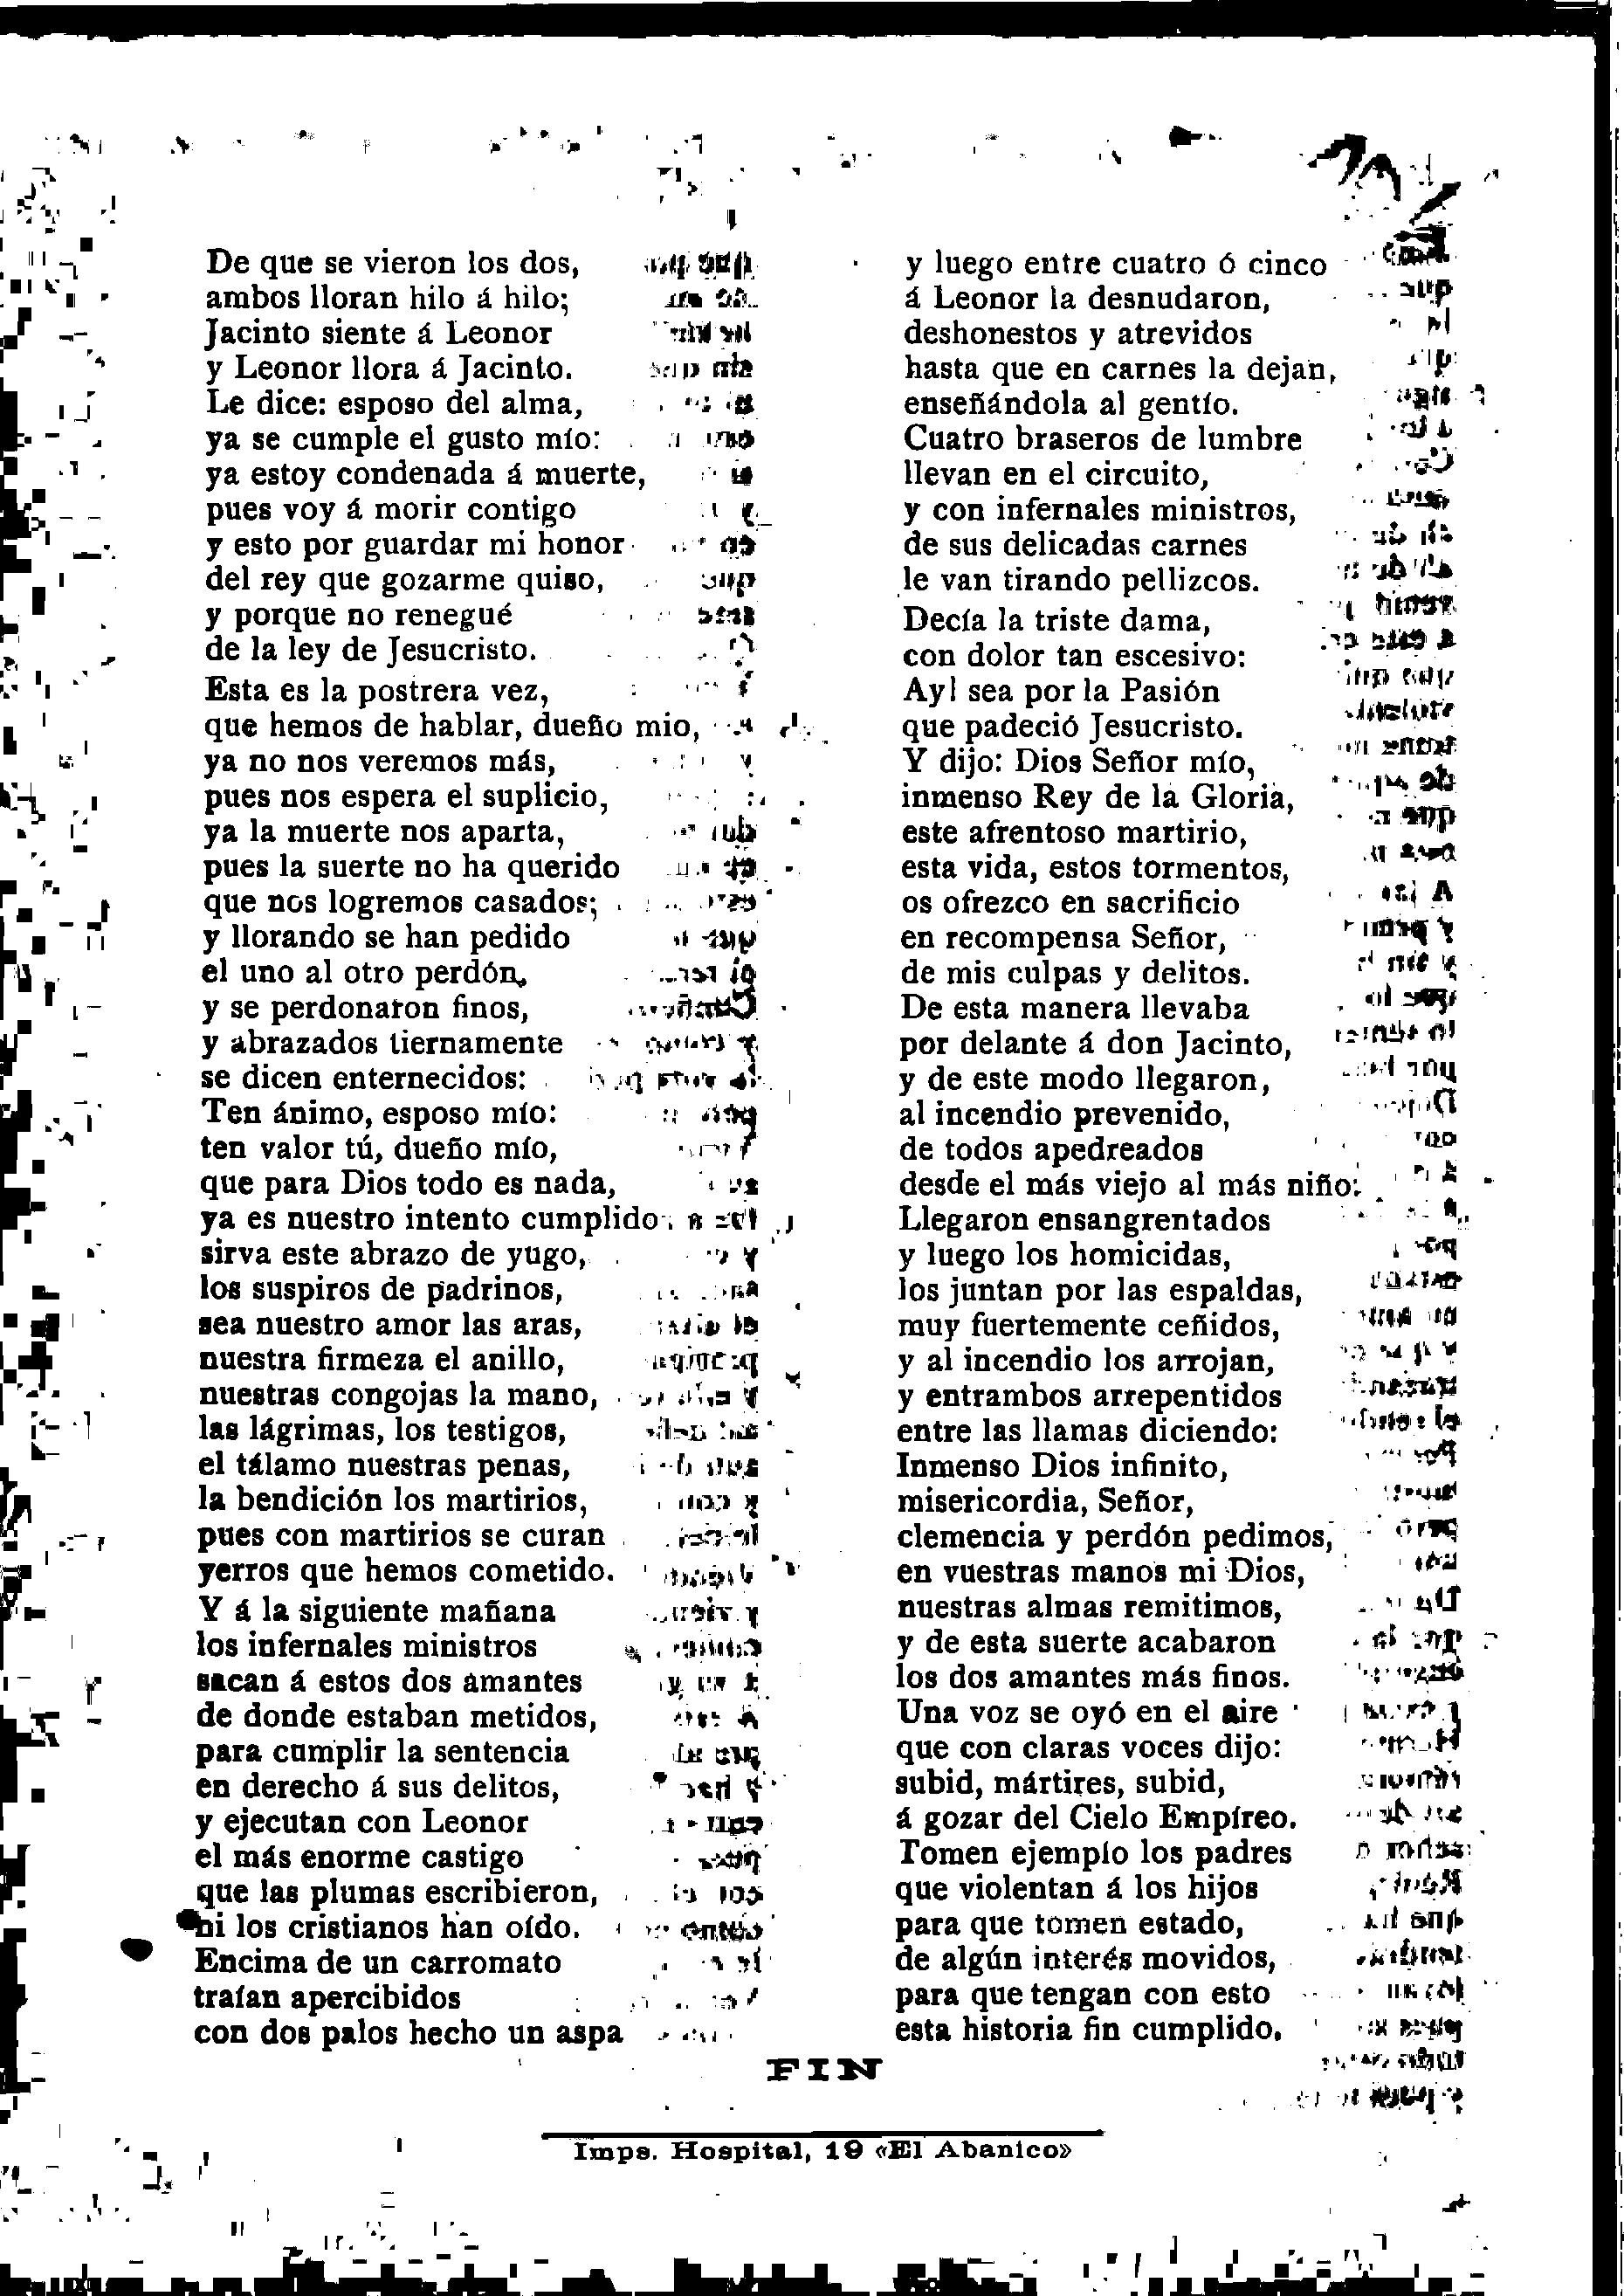 De que se vieron los dos,
ambos lloran hilo á hilo;
Jacinto siente á Leonor
y Leonor llora á Jacinto.
Le dice: esposo del alma,
ya se cumple el gusto mío:
ya estoy condenada á muerte,
pues voy á morir contigo
y esto por guardar mi honor
del rey que gozarme quiso,
y porque no renegué
de la ley de Jesucristo.
Esta es la postrera vez,
que hemos de hablar, dueño mio,
ya no nos veremos más,
pues nos espera el suplicio,
ya la muerte nos aparta,
pues la suerte no ha querido
que nos logremos casados;
y llorando se han pedido
el uno al otro perdón,
y se perdonaron finos,
y abrazados tiernamente
se dicen enternecidos:
Ten ánimo, esposo mío:
ten valor tú, dueño mío,
que para Dios todo es nada,
ya es nuestro intento cumplido:
sirva este abrazo de yugo,
los suspiros de padrinos,
sea nuestro amor las aras,
nuestra firmeza el anillo,
nuestras congojas la mano,
las lágrimas, los testigos,
el tálamo nuestras penas,
la bendición los martirios,
pues con martirios se curan
yerros que hemos cometido.
Y á la siguiente mañana
los infernales ministros
sacan á estos dos amantes
de donde estaban metidos,
para cumplir la sentencia
en derecho á sus delitos,
y ejecutan con Leonor
el más enorme castigo
que las plumas escribieron,
ni los cristianos han oído.
Encima de un carromato
traían apercibidos
con dos palos hecho un aspa
y luego entre cuatro ó cinco
á Leonor la desnudaron,
deshonestos y atrevidos
hasta que en carnes la dejan,
enseñándola al gentío.
Cuatro braseros de lumbre
llevan en el circuito,
y con infernales ministros,
de sus delicadas carnes
le van tirando pellizcos.
Decía la triste dama,
con dolor tan escesivo:
Ay! sea por la Pasión
que padeció Jesucristo.
Y dijo: Dios Señor mío,
inmenso Rey de la Gloria,
este afrentoso martirio,
esta vida, estos tormentos,
os ofrezco en sacrificio
en recompensa Señor,
de mis culpas y delitos.
De esta manera llevaba
por delante á don Jacinto,
y de este modo llegaron,
al incendio prevenido,
de todos apedreados
desde el más viejo al más niño:
Llegaron ensangrentados
y luego los homicidas,
los juntan por las espaldas,
muy fuertemente ceñidos,
y al incendio los arrojan,
y entrambos arrepentidos
entre las llamas diciendo:
Inmenso Dios infinito,
misericordia, Señor,
clemencia y perdón pedimos,
en vuestras manos mi Dios,
nuestras almas remitimos,
y de esta suerte acabaron
los dos amantes más finos.
Una voz se oyó en el aire
que con claras voces dijo:
subid, mártires, subid,
á gozar del Cielo Empíreo.
Tomen ejemplo los padres
que violentan á los hijos
para que tomen estado,
de algún interés movidos,
para que tengan con esto
esta historia fin cumplido.
FIN
Imps. Hospital, 19 «El Abanico»